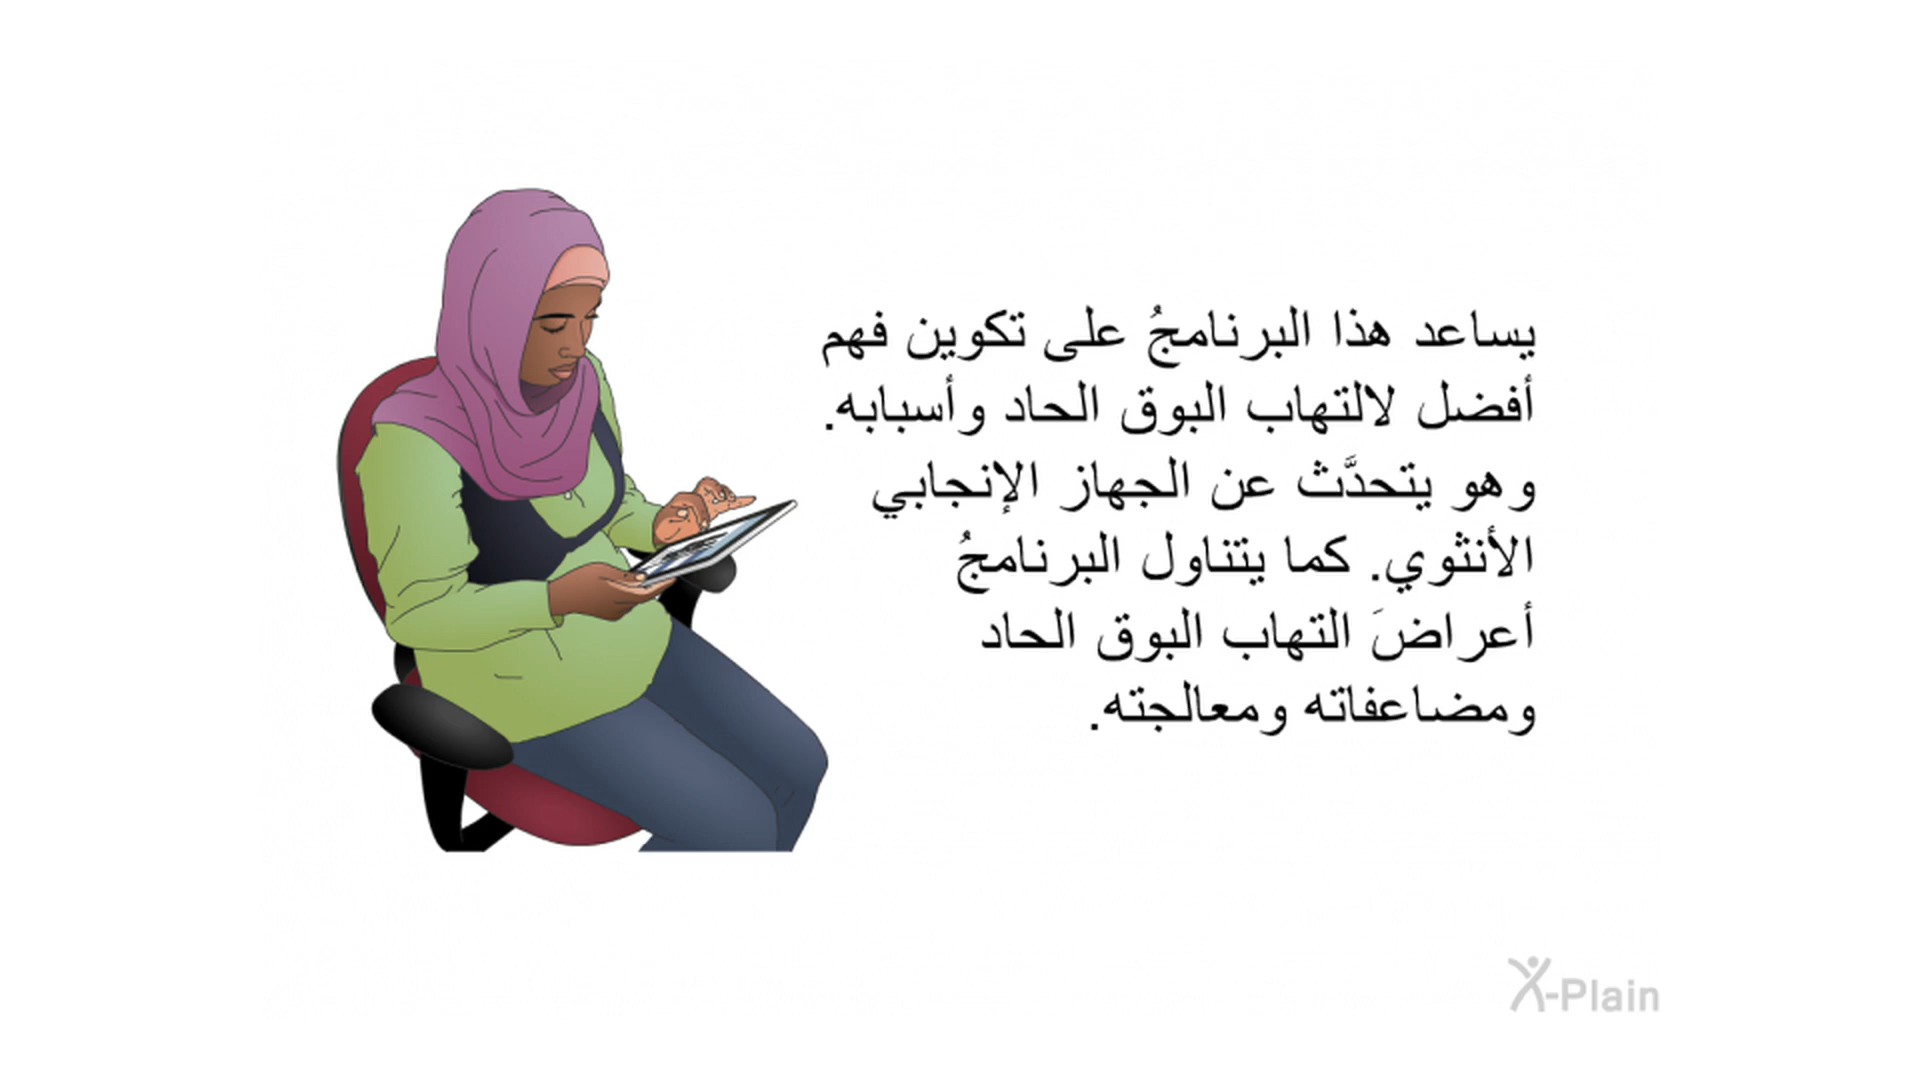 يساعد هذا البرنامجُ على تكوين فهم
أفضل لالتهاب البوق الحاد وأسبابه.
وهو يتحدَّث عن الجهاز الإنجابي
الأنثوي. كما يتناول البرنامجُ
أعراضَ التهاب البوق الحاد
ومضاعفاته ومعالجته.
X-Plain